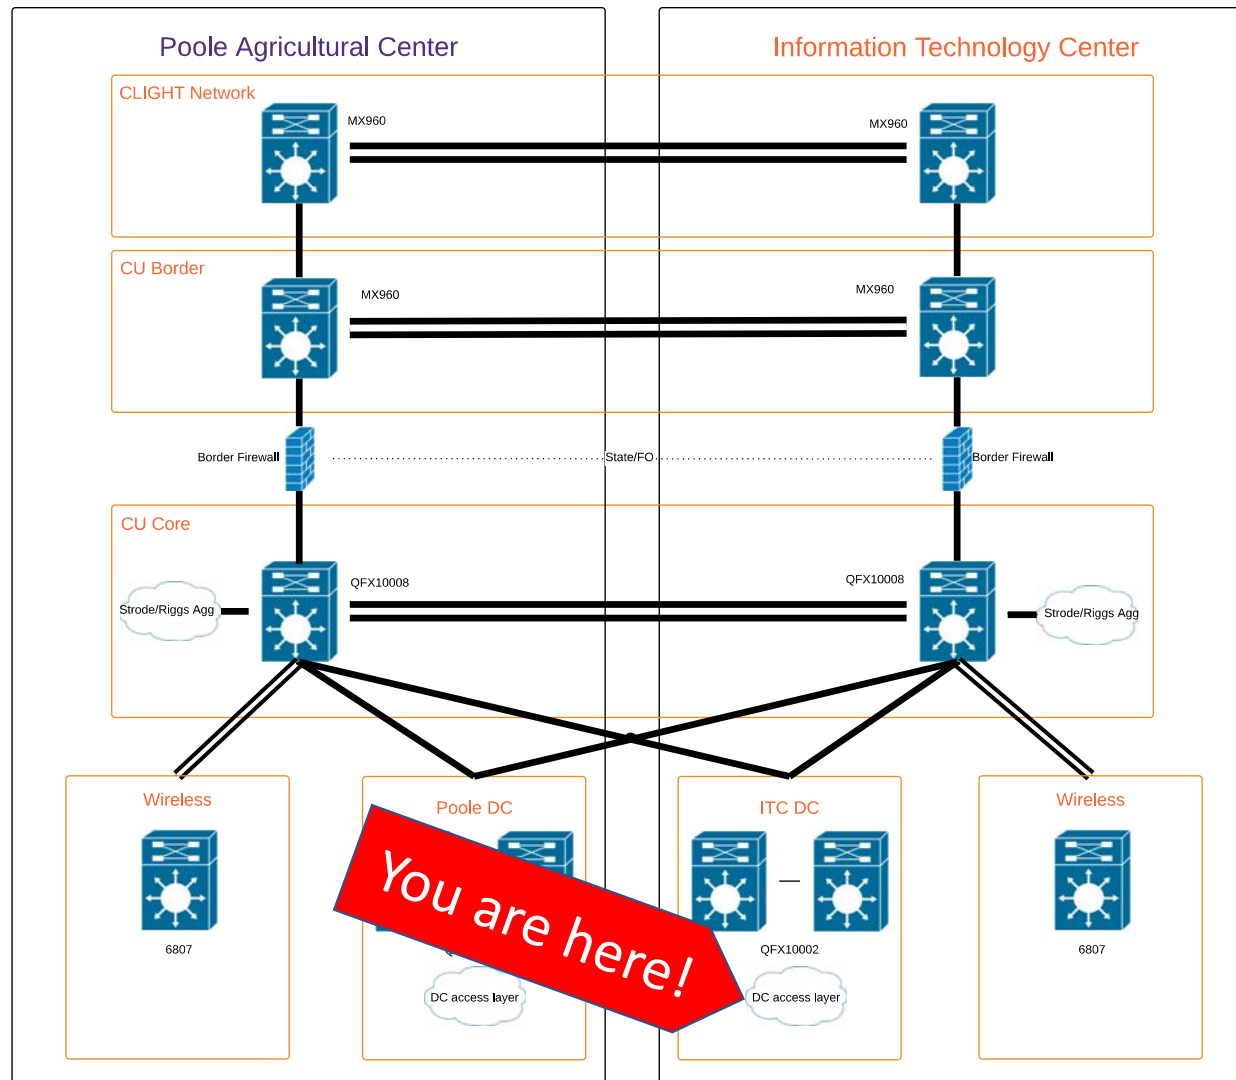 Poole Agricultural Center
Information Technology Center
CLIGHT Network
MX960
MX960
CU Border
MX960
MX960
Border Firewall
State/FO
Border Firewall
CU Core
QFX10008
QFX10008
Strode/Riggs Agg
Strode/Riggs Agg
Wireless
Poole DC
ITC DC
Wireless
You are here!
6807
QFX10002
6807
DC access layer
DC access layer